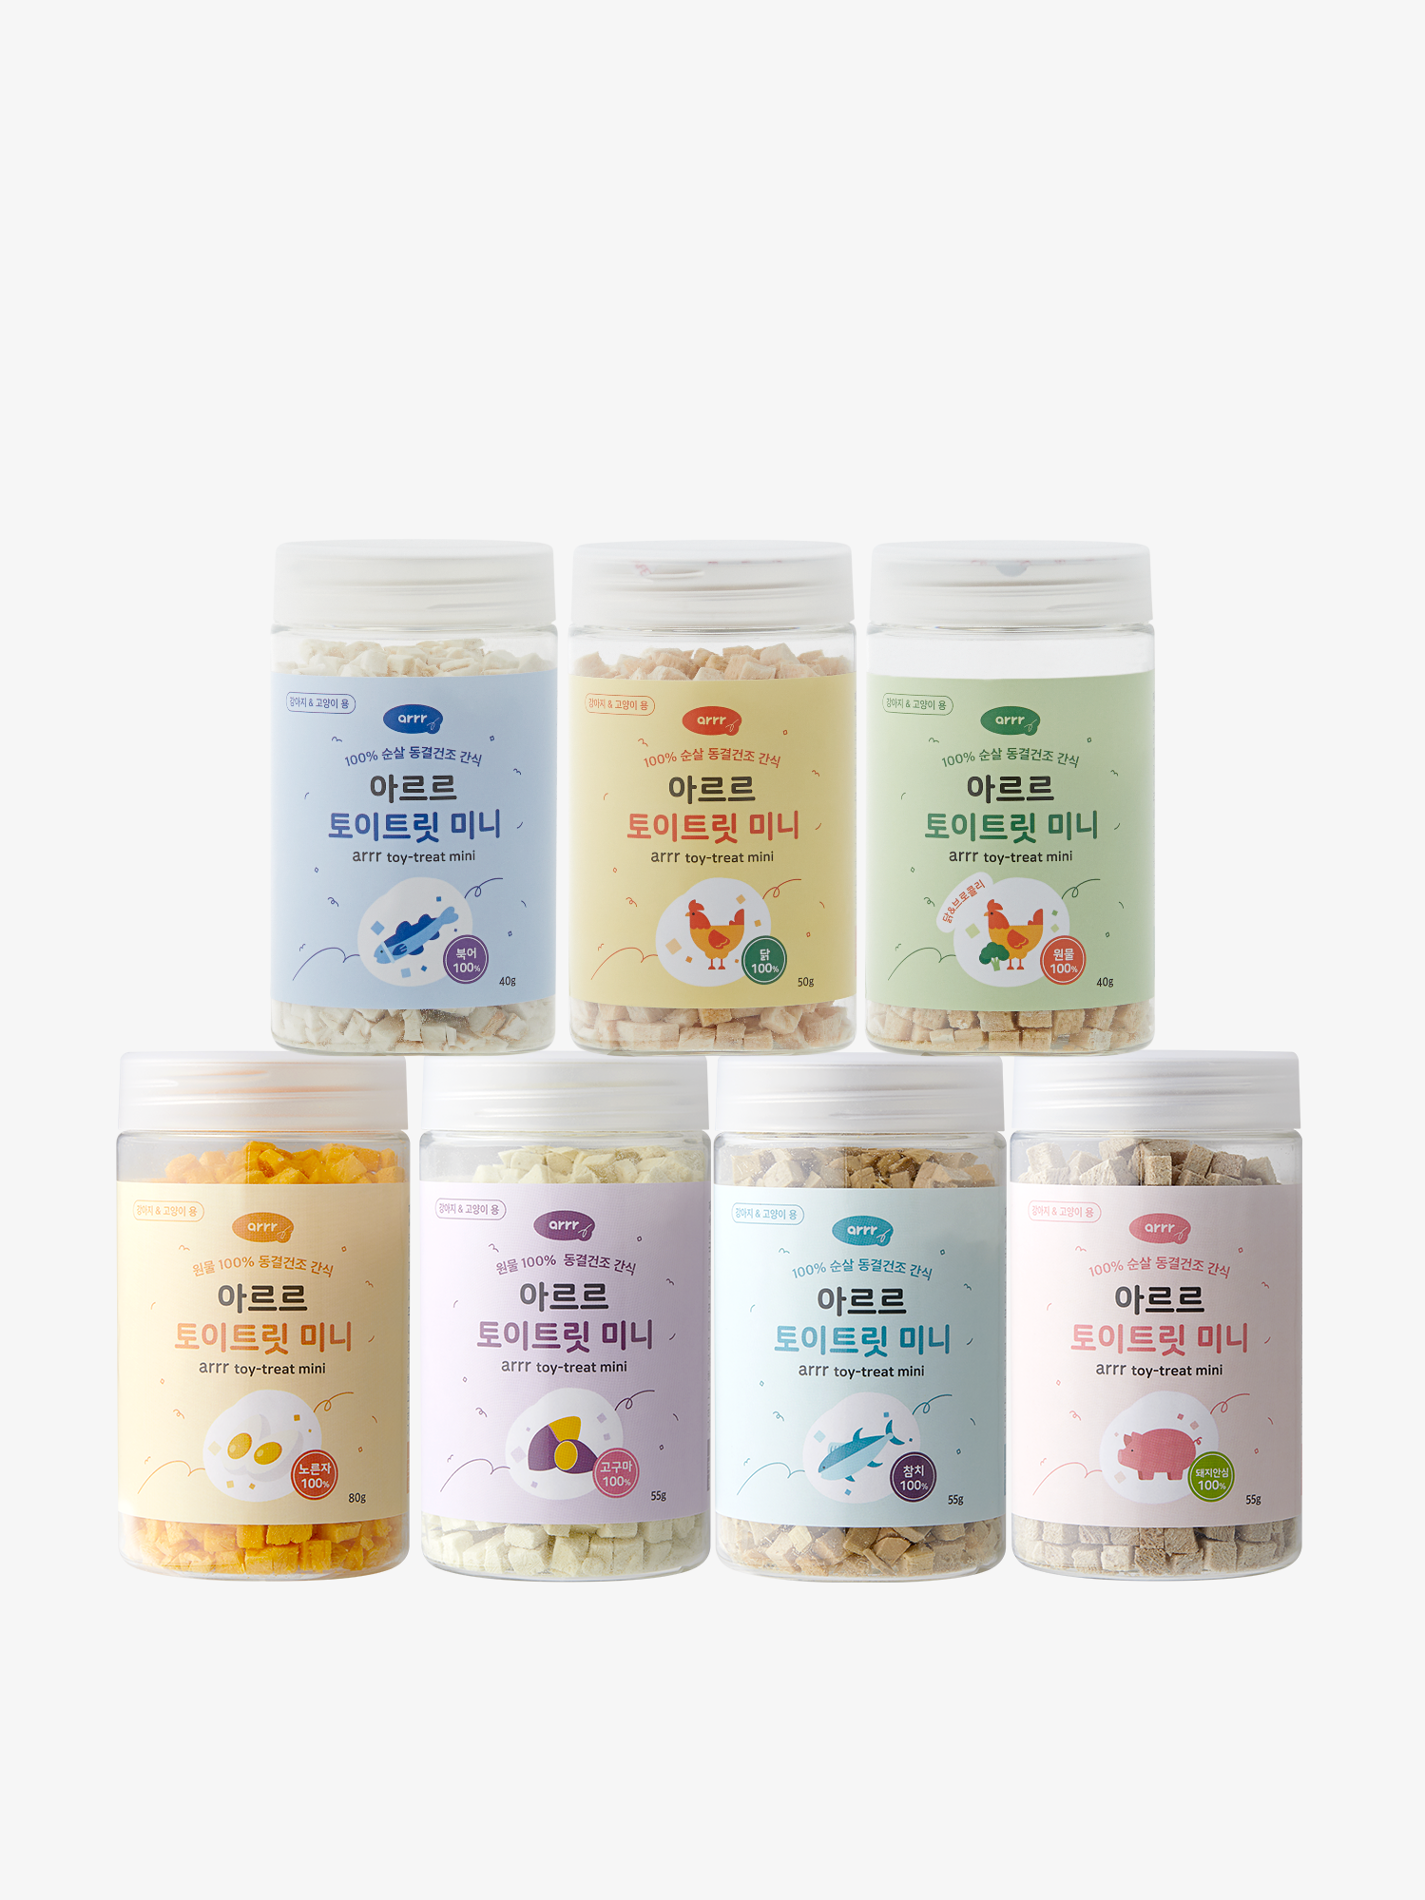 강아지 & 고양이 용
arrr
100% 순살 동결건조 간식
아르르
토이트릿 미니
arrr toy-treat mini
북어
100%
40g
강아지 & 고양이 용
arrr
100% 순살 동결건조 간식
아르르
토이트릿 미니
arrr toy-treat mini
닭
100%
50g
강아지 & 고양이 용
arrr
100% 순살 동결건조 간식
아르르
토이트릿 미니
arrr toy-treat mini
닭&브로콜리
원물
100%
40g
강아지 & 고양이 용
arrr
원물 100% 동결건조 간식
아르르
토이트릿 미니
arrr toy-treat mini
노른자
100%
80g
강아지 & 고양이 용
arrr
원물 100% 동결건조 간식
아르르
토이트릿 미니
arrr toy-treat mini
고구마
100%
55g
강아지 & 고양이 용
arrr
100% 순살 동결건조 간식
아르르
토이트릿 미니
arrr toy-treat mini
참치
100%
55g
강아지 & 고양이 용
arrr
100% 순살 동결건조 간식
아르르
토이트릿 미니
arrr toy-treat mini
돼지안심
100%
55g